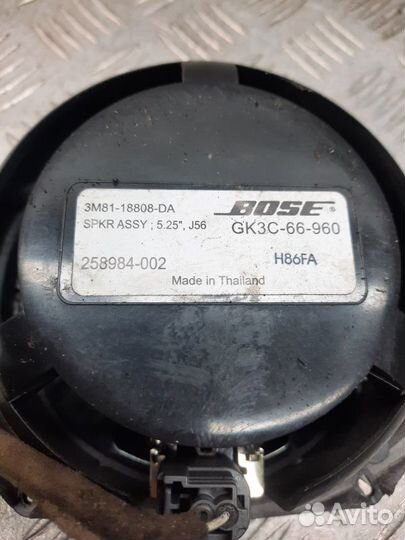 3M81-18808-DA
BOSE®
SPKR ASSY ; 5.25", J56
GK3C-66-960
258984-002
H86FA
Made in Thailand
Avito